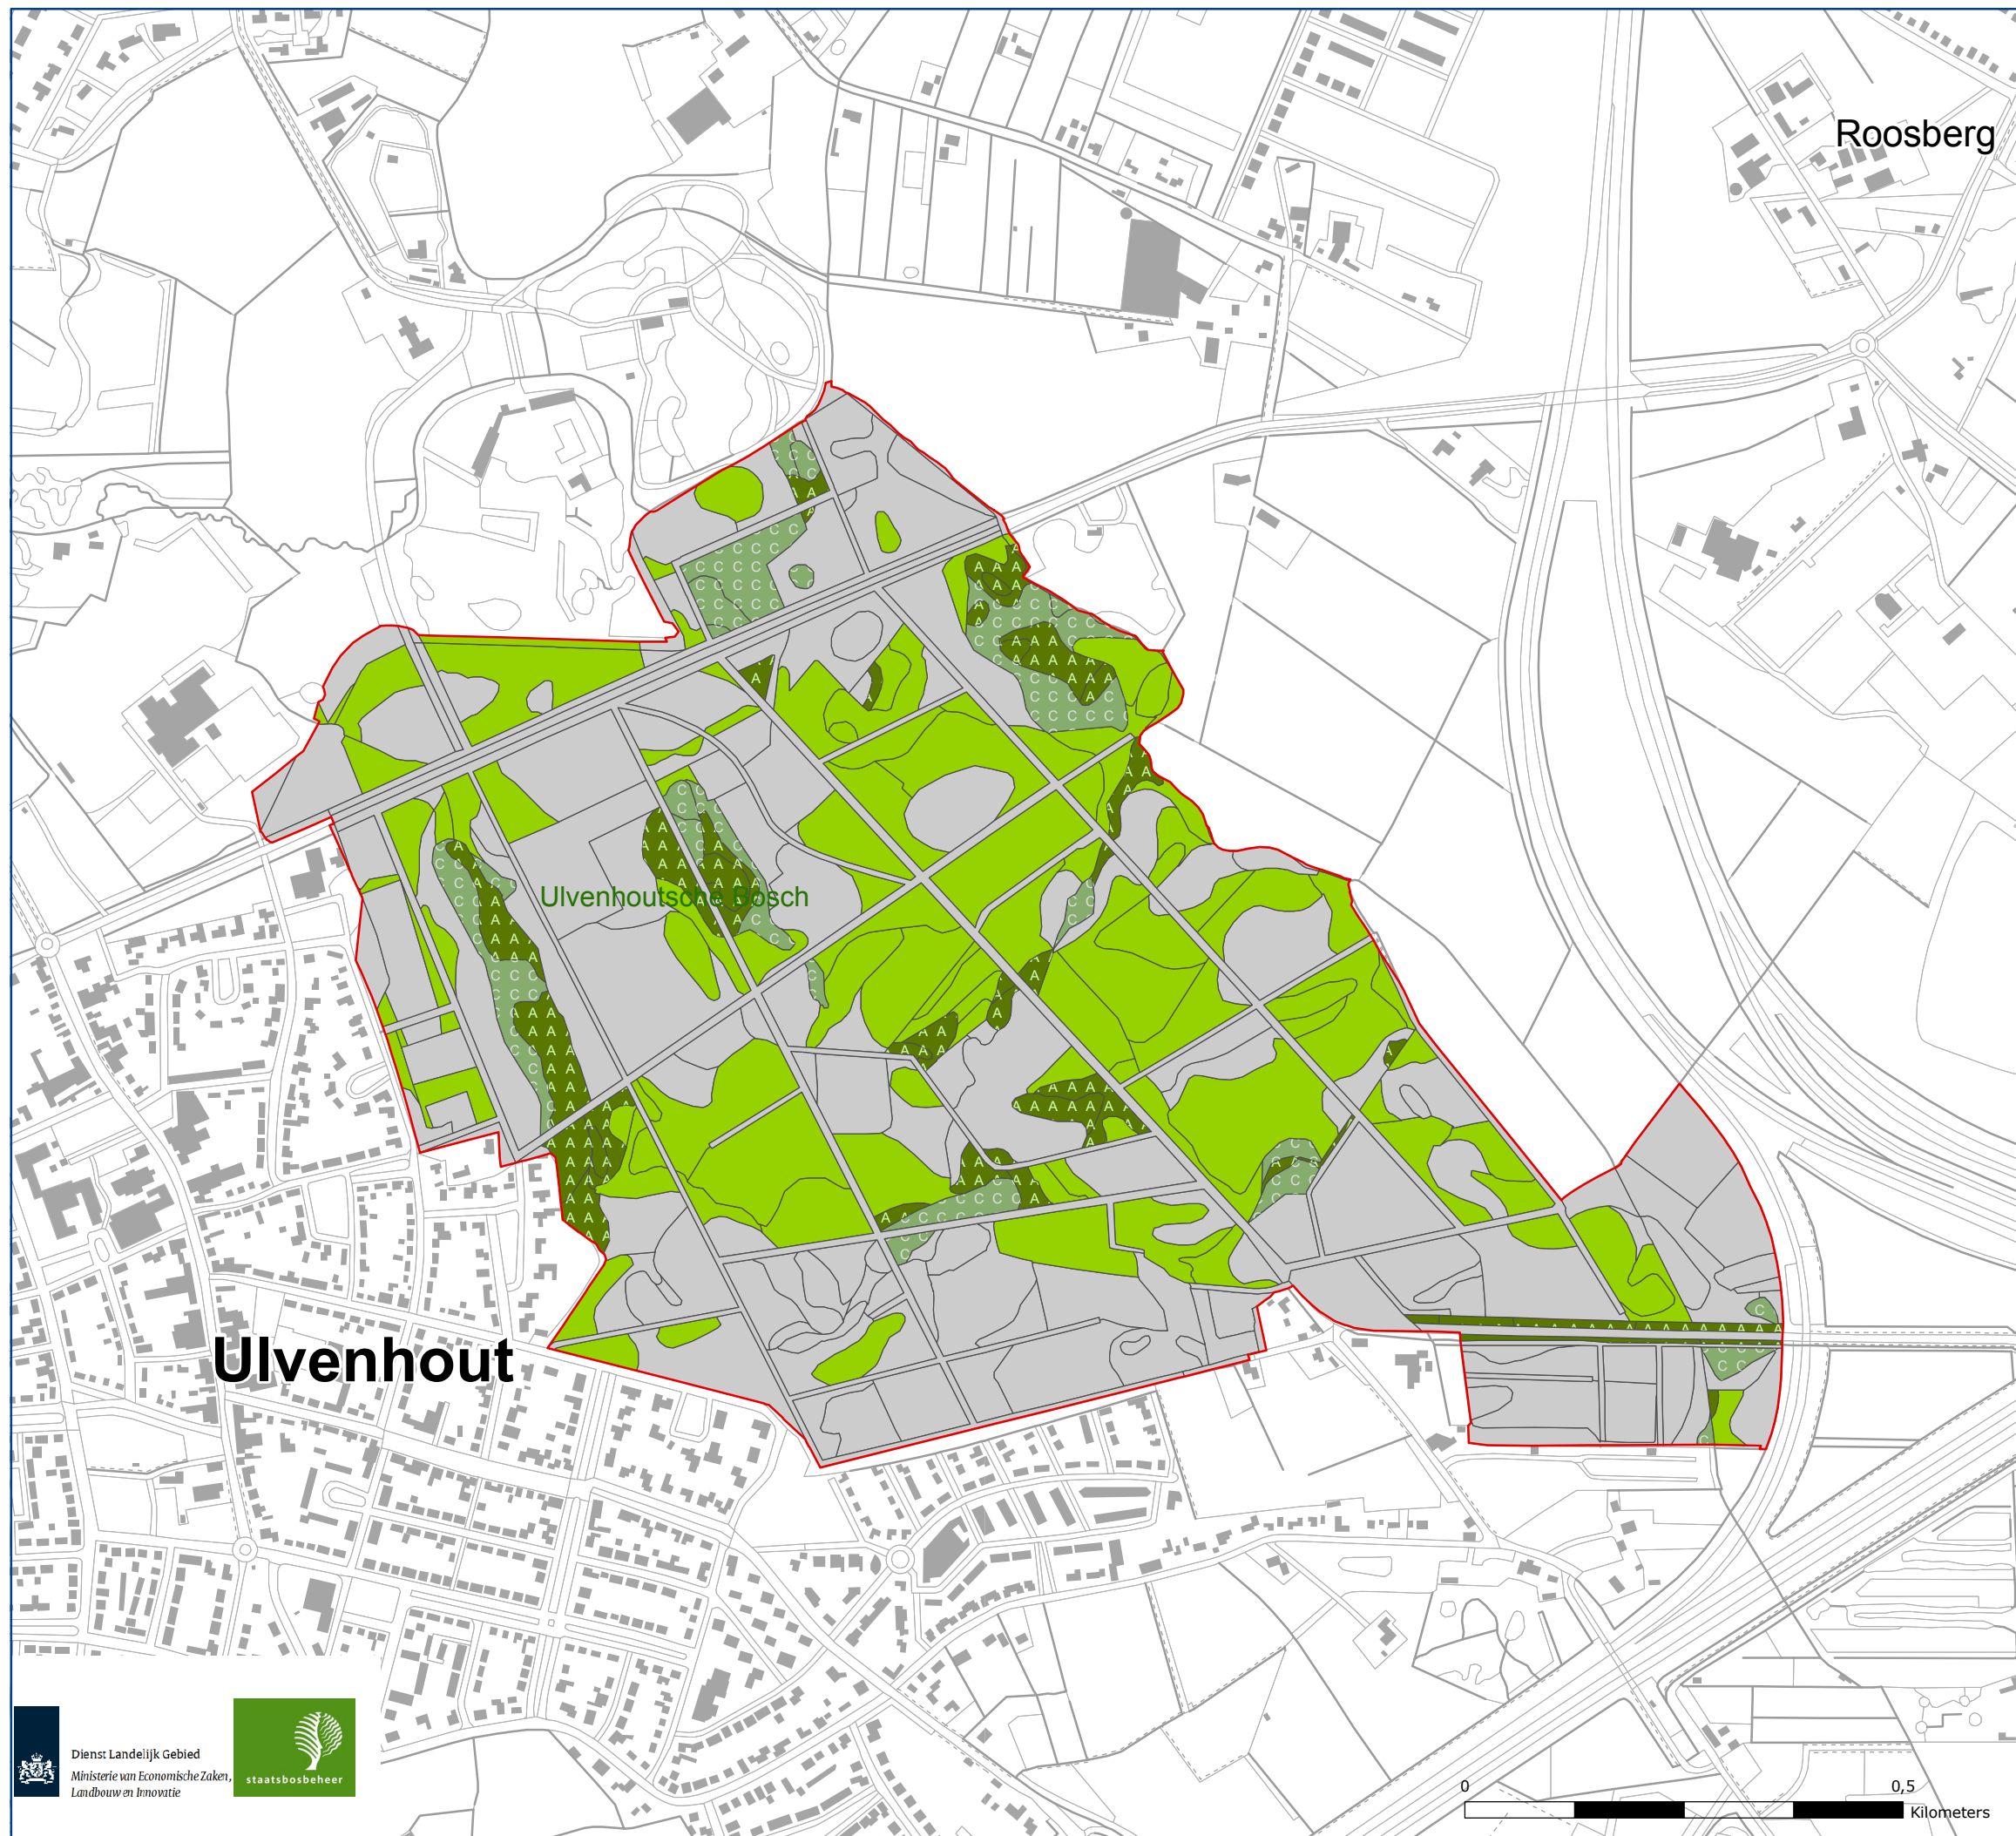 Roosberg
Ulvenhoutsche Bosch
Ulvenhout
Dienst Landelijk Gebied
Ministerie van Economische Zaken,
Landbouw en Innovatie
staatsbosbeheer
0 0,5
Kilometers